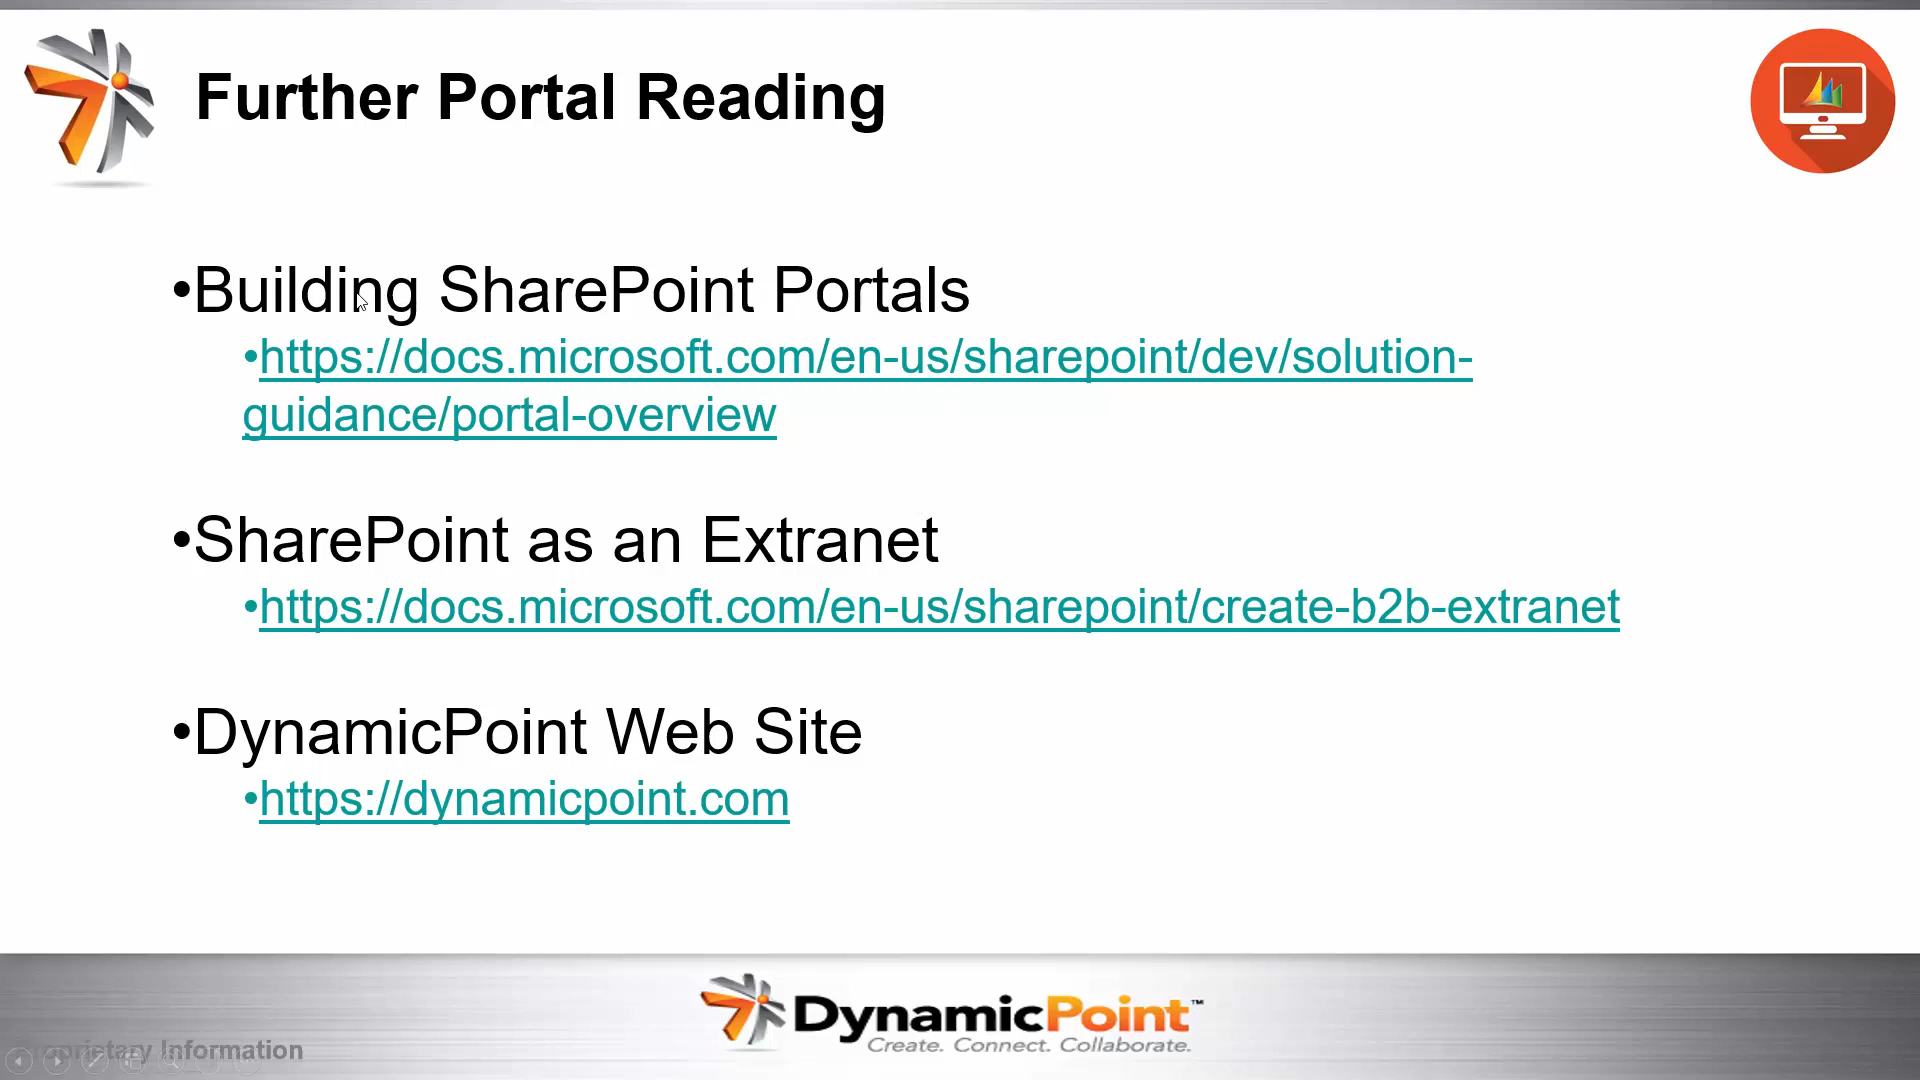 Further Portal Reading
•Building SharePoint Portals
•https://docs.microsoft.com/en-us/sharepoint/dev/solution-
guidance/portal-overview
•SharePoint as an Extranet
•https://docs.microsoft.com/en-us/sharepoint/create-b2b-extranet
•DynamicPoint Web Site
•https://dynamicpoint.com
DynamicPoint™
Create. Connect. Collaborate.
Information